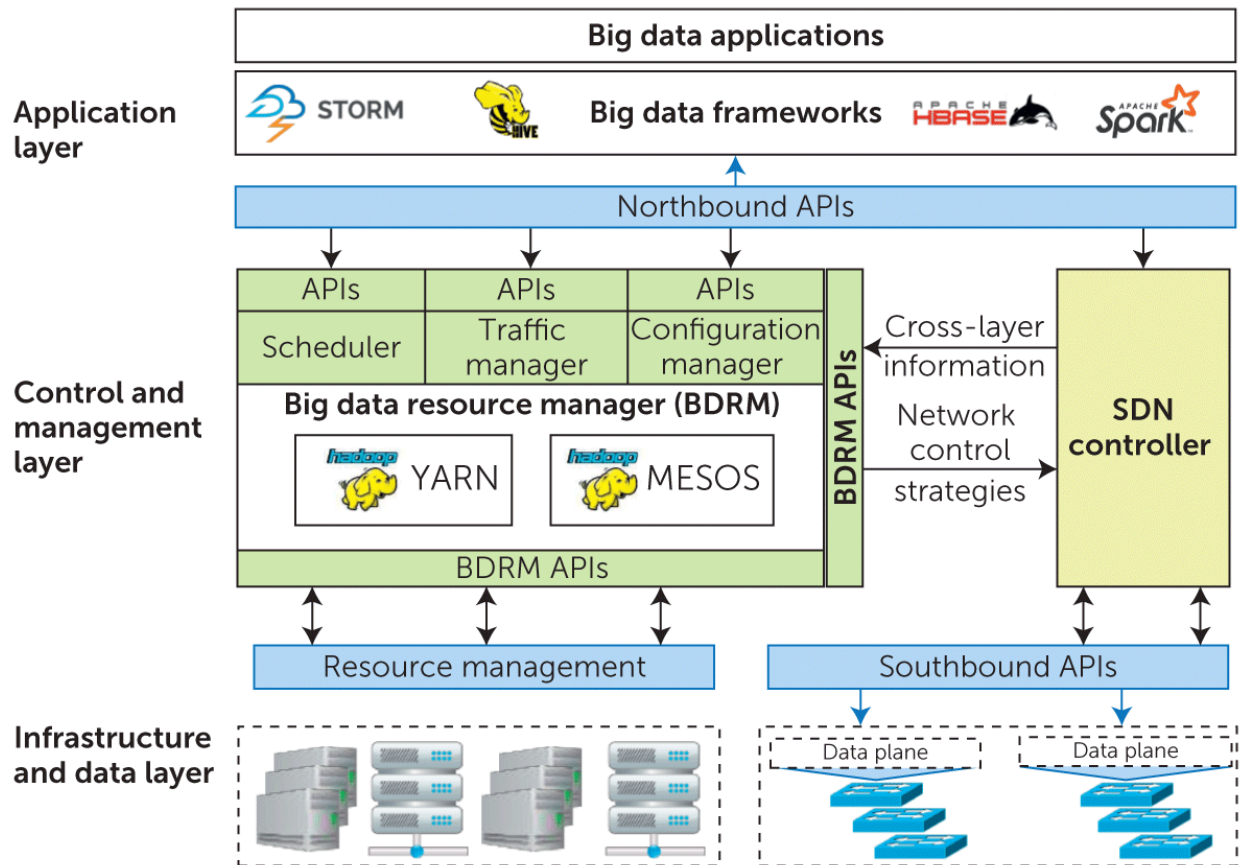 Big data applications
Application
layer
STORM
HIVE
Big data frameworks
APACHE
HBASE
APACHE
Spark
Northbound APIs
APIs
APIs
APIs
Scheduler
Traffic
manager
Configuration
manager
BDRM APIs
Cross-layer
information
Network
control
strategies
SDN
controller
Control and
management
layer
Big data resource manager (BDRM)
hadoop
YARN
hadoop
MESOS
BDRM APIs
Resource management
Southbound APIs
Infrastructure
and data layer
Data plane
Data plane